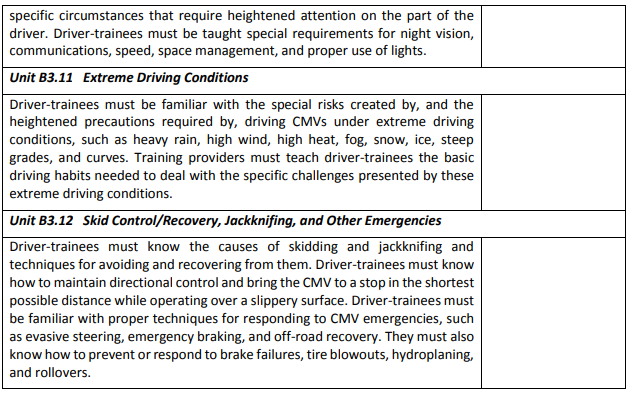 specific circumstances that require heightened attention on the part of the
driver. Driver-trainees must be taught special requirements for night vision,
communications, speed, space management, and proper use of lights.
Unit B3.11 Extreme Driving Conditions
Driver-trainees must be familiar with the special risks created by, and the
heightened precautions required by, driving CMVs under extreme driving
conditions, such as heavy rain, high wind, high heat, fog, snow, ice, steep
grades, and curves. Training providers must teach driver-trainees the basic
driving habits needed to deal with the specific challenges presented by these
extreme driving conditions.
Unit B3.12 Skid Control/Recovery, Jackknifing, and Other Emergencies
Driver-trainees must know the causes of skidding and jackknifing and
techniques for avoiding and recovering from them. Driver-trainees must know
how to maintain directional control and bring the CMV to a stop in the shortest
possible distance while operating over a slippery surface. Driver-trainees must
be familiar with proper techniques for responding to CMV emergencies, such
as evasive steering, emergency braking, and off-road recovery. They must also
know how to prevent or respond to brake failures, tire blowouts, hydroplaning,
and rollovers.